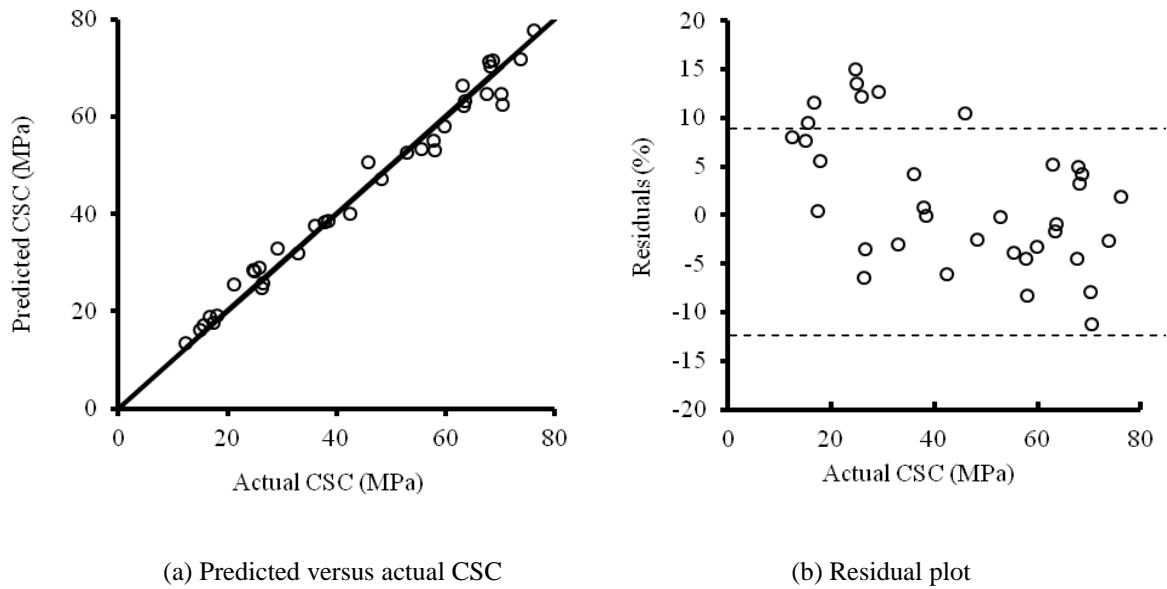 80
60
40
20
0
0 20 40 60 80
Predicted CSC (MPa)
Actual CSC (MPa)
(a) Predicted versus actual CSC
20
15
10
5
0
-5
-10
-15
-20
0 20 40 60 80
Residuals (%)
Actual CSC (MPa)
(b) Residual plot